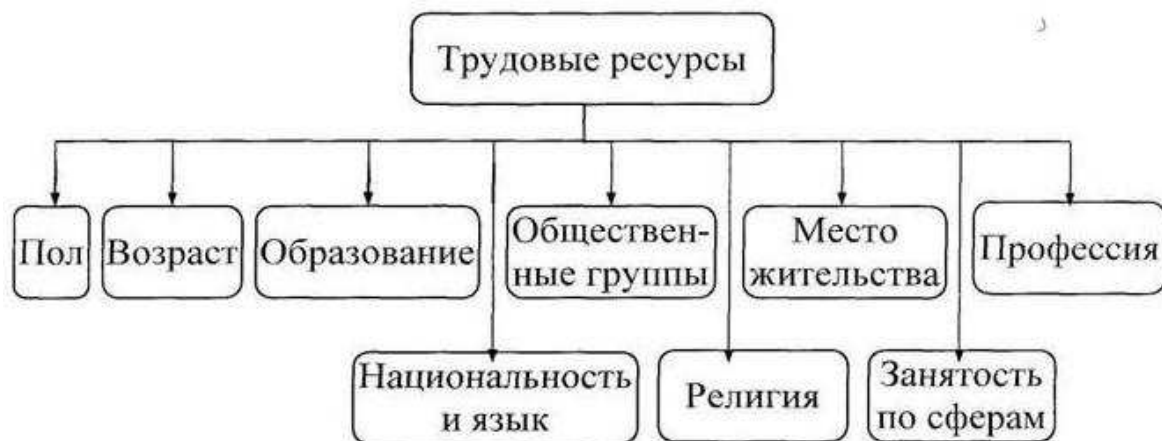 Трудовые ресурсы
Пол
Возраст
Образование
Обществен-
ные группы
Место
жительства
Профессия
Национальность
и язык
Религия
Занятость
по сферам